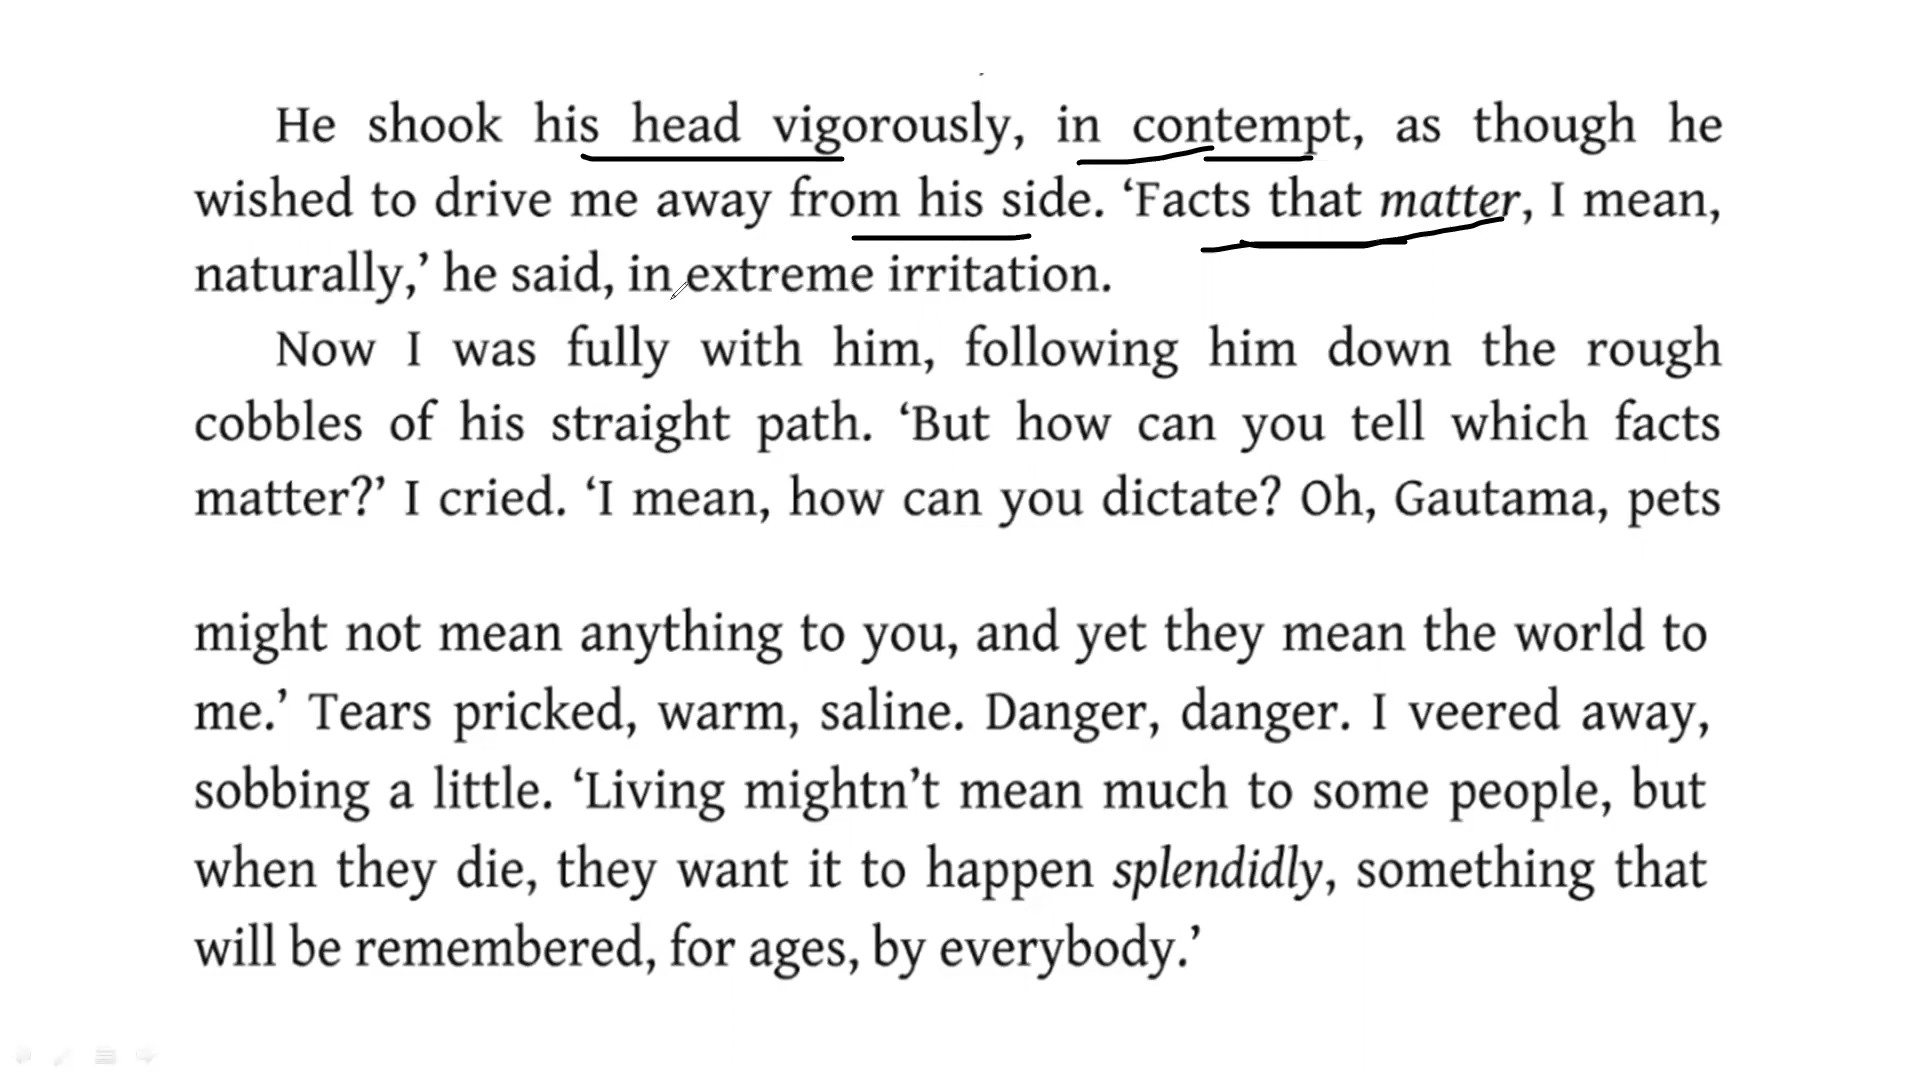 He shook his head vigorously, in contempt, as though he
wished to drive me away from his side. ‘Facts that matter, I mean,
naturally,’ he said, in extreme irritation.
Now I was fully with him, following him down the rough
cobbles of his straight path. ‘But how can you tell which facts
matter?’ I cried. ‘I mean, how can you dictate? Oh, Gautama, pets
might not mean anything to you, and yet they mean the world to
me.’ Tears pricked, warm, saline. Danger, danger. I veered away,
sobbing a little. ‘Living mightn’t mean much to some people, but
when they die, they want it to happen splendidly, something that
will be remembered, for ages, by everybody.’